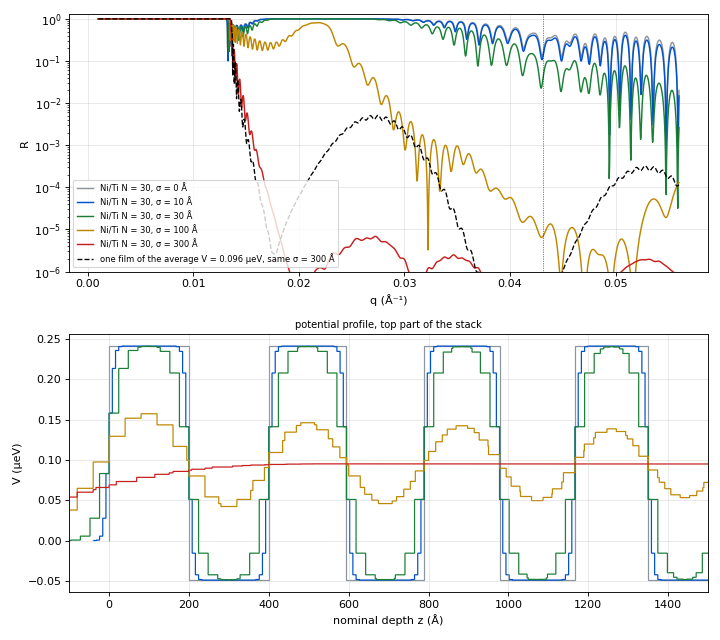 10⁰
10⁻¹
10⁻²
10⁻³
10⁻⁴
10⁻⁵
10⁻⁶
R
Ni/Ti N = 30, σ = 0 Å
Ni/Ti N = 30, σ = 10 Å
Ni/Ti N = 30, σ = 30 Å
Ni/Ti N = 30, σ = 100 Å
Ni/Ti N = 30, σ = 300 Å
one film of the average V = 0.096 µeV, same σ = 300 Å
0.00 0.01 0.02 0.03 0.04 0.05
q (Å⁻¹)
potential profile, top part of the stack
0.25
0.20
0.15
0.10
0.05
0.00
−0.05
V (µeV)
0 200 400 600 800 1000 1200 1400
nominal depth z (Å)